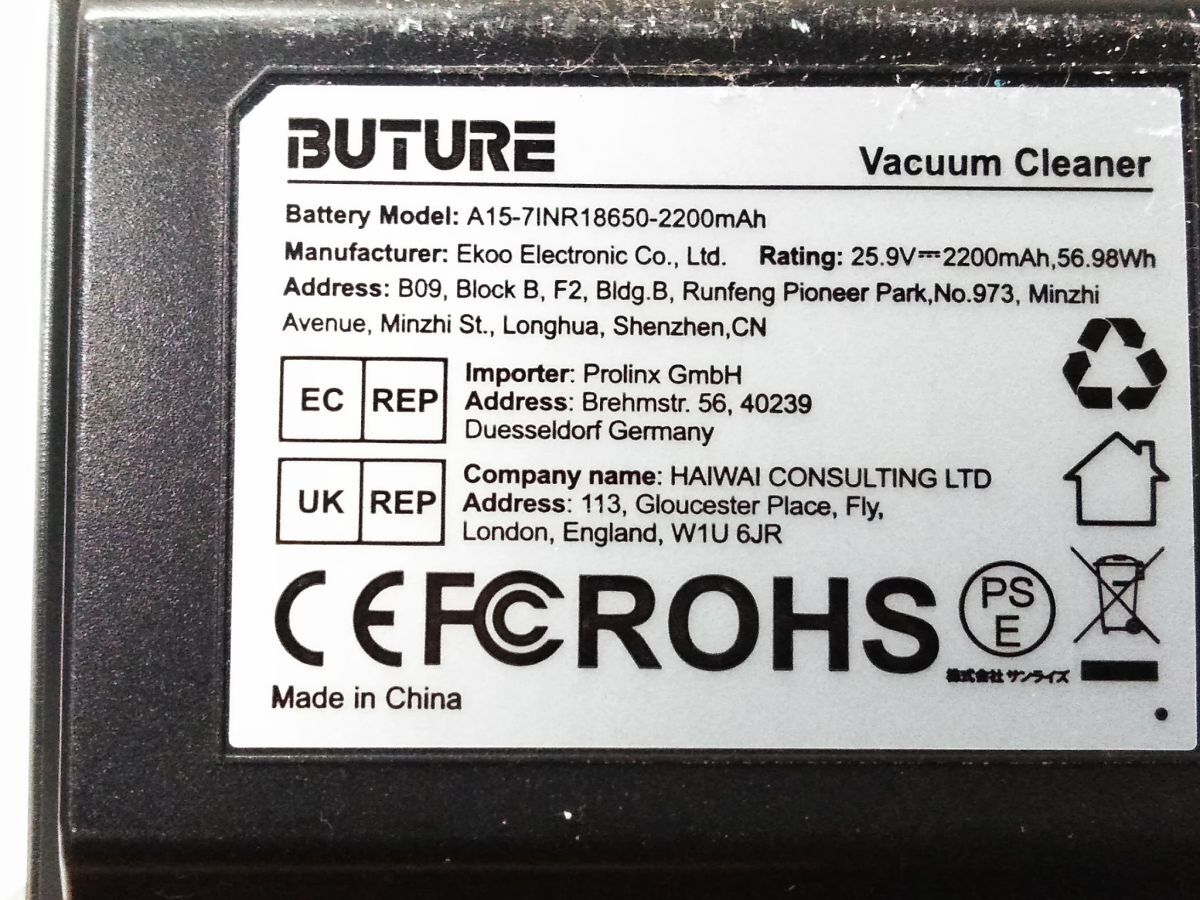 BUTURE
Vacuum Cleaner
Battery Model: A15-7INR18650-2200mAh
Manufacturer: Ekoo Electronic Co., Ltd. Rating: 25.9V⎓2200mAh,56.98Wh
Address: B09, Block B, F2, Bldg.B, Runfeng Pioneer Park,No.973, Minzhi
Avenue, Minzhi St., Longhua, Shenzhen,CN
EC REP
Importer: Prolinx GmbH
Address: Brehmstr. 56, 40239
Duesseldorf Germany
UK REP
Company name: HAIWAI CONSULTING LTD
Address: 113, Gloucester Place, Fly,
London, England, W1U 6JR
CE FC ROHS
PS
E
株式会社サンライズ
Made in China